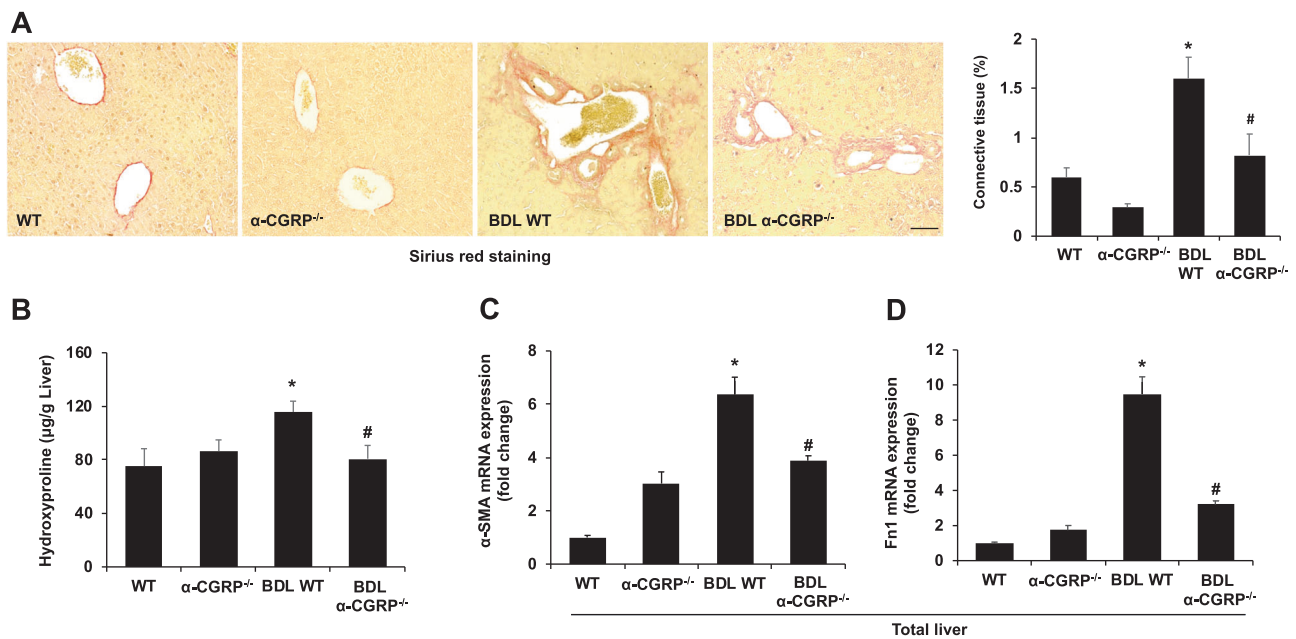 A
WT
α-CGRP-/-
BDL WT
BDL α-CGRP-/-
Sirius red staining
Connective tissue (%)
2
1.5
1
0.5
0
*
#
WT
α-CGRP-/-
BDL
WT
BDL
α-CGRP-/-
B
Hydroxyproline (µg/g Liver)
160
120
80
40
0
*
#
WT
α-CGRP-/-
BDL WT
BDL
α-CGRP-/-
C
α-SMA mRNA expression
(fold change)
8
6
4
2
0
*
#
WT
α-CGRP-/-
BDL WT
BDL
α-CGRP-/-
D
Fn1 mRNA expression
(fold change)
12
10
8
6
4
2
0
*
#
WT
α-CGRP-/-
BDL WT
BDL
α-CGRP-/-
Total liver